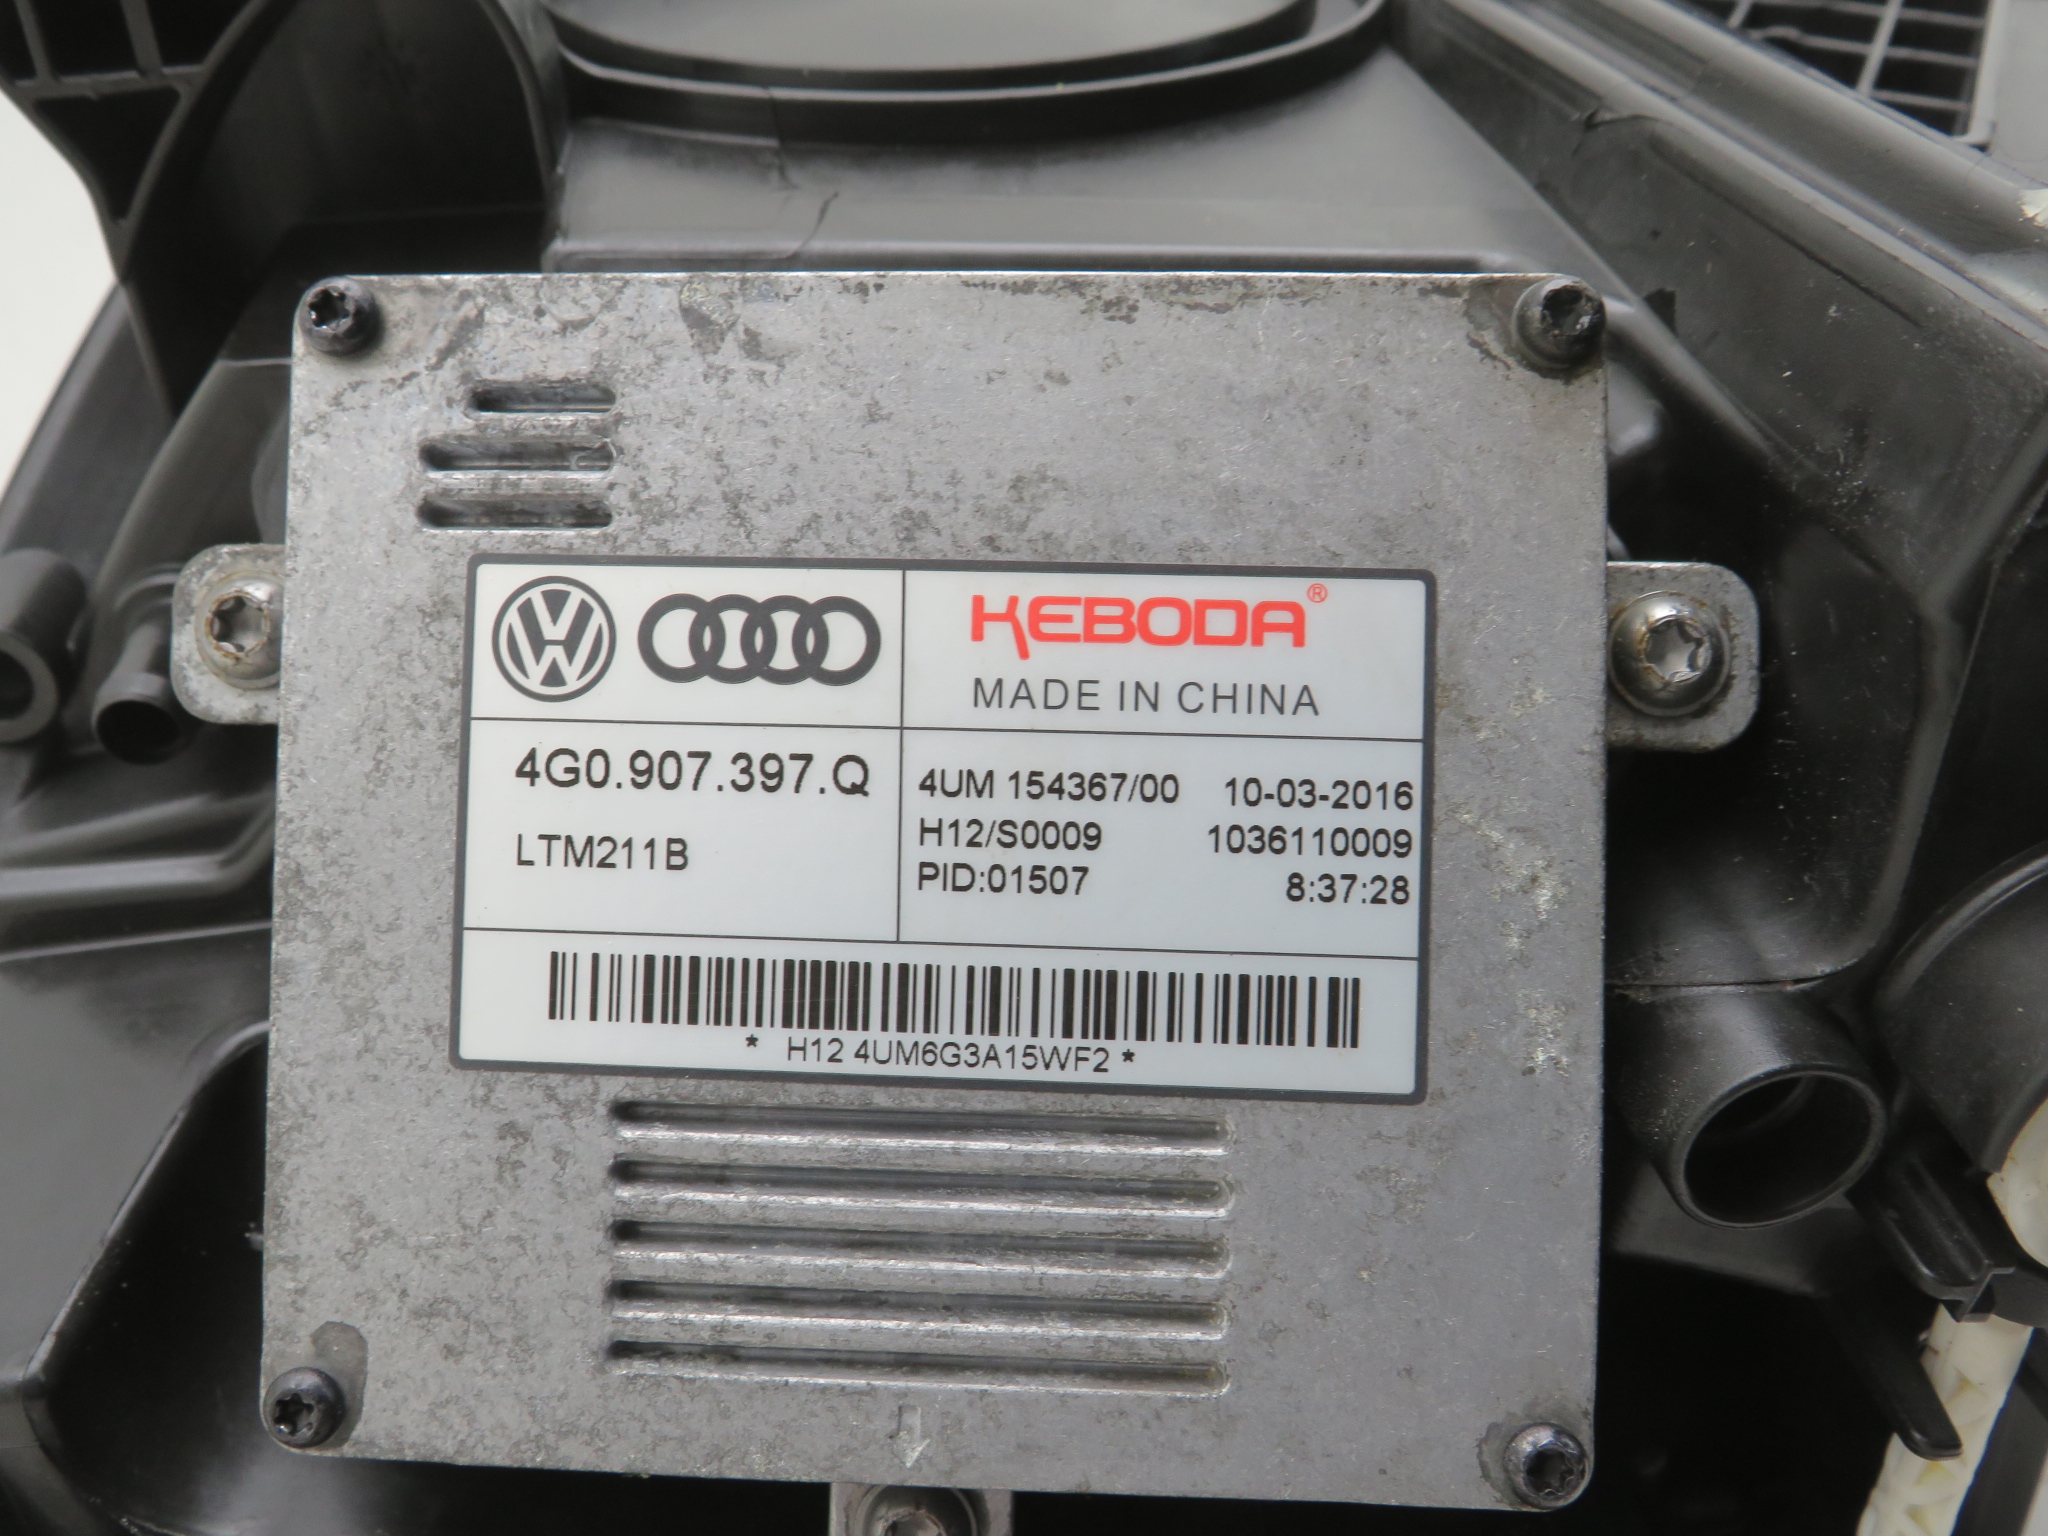 KEBODA®
MADE IN CHINA
4G0.907.397.Q
LTM211B
4UM 154367/00 10-03-2016
H12/S0009 1036110009
PID:01507 8:37:28
* H12 4UM6G3A15WF2 *